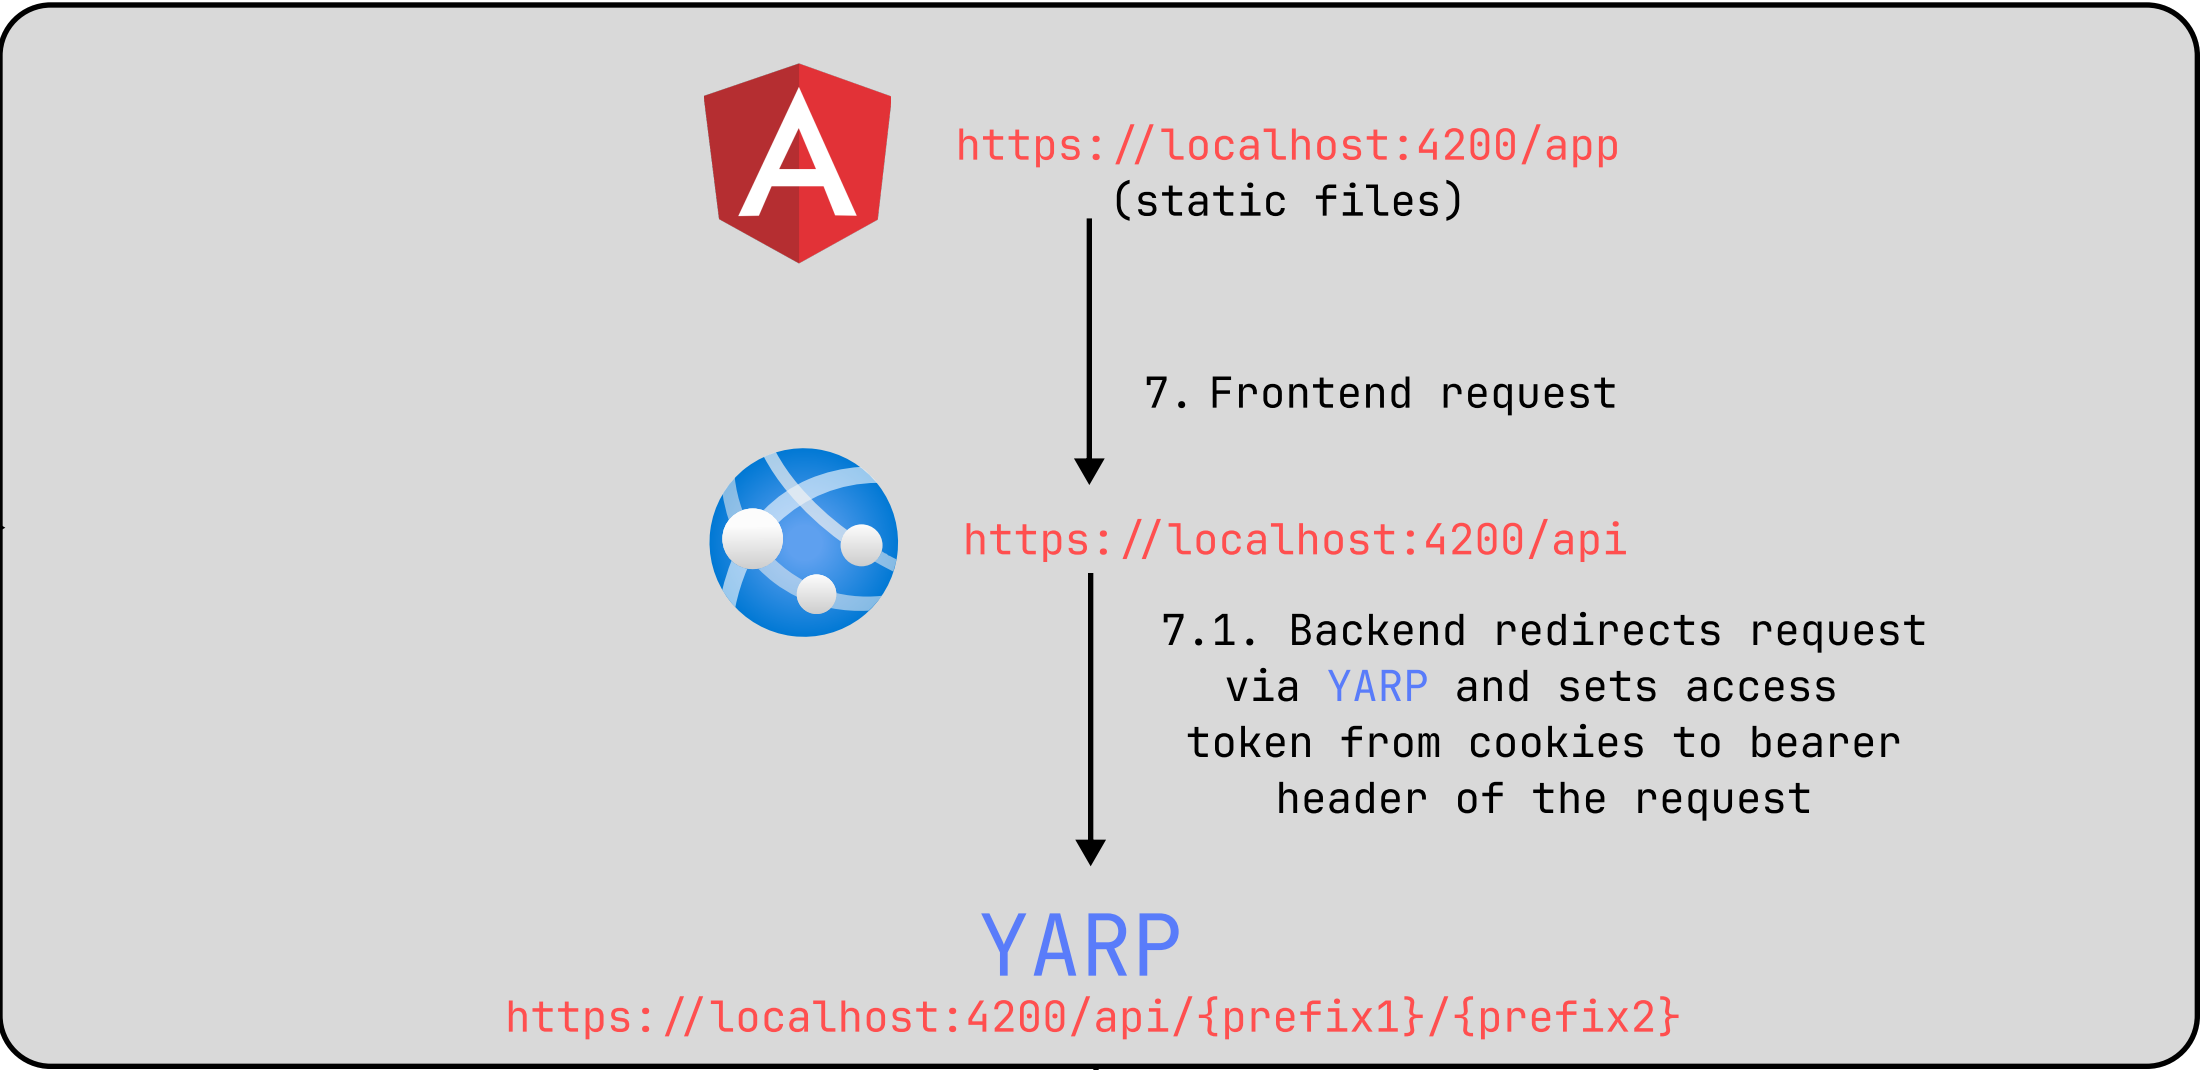 A
https://localhost:4200/app
(static files)
7. Frontend request
https://localhost:4200/api
7.1. Backend redirects request
via YARP and sets access
token from cookies to bearer
header of the request
YARP
https://localhost:4200/api/{prefix1}/{prefix2}